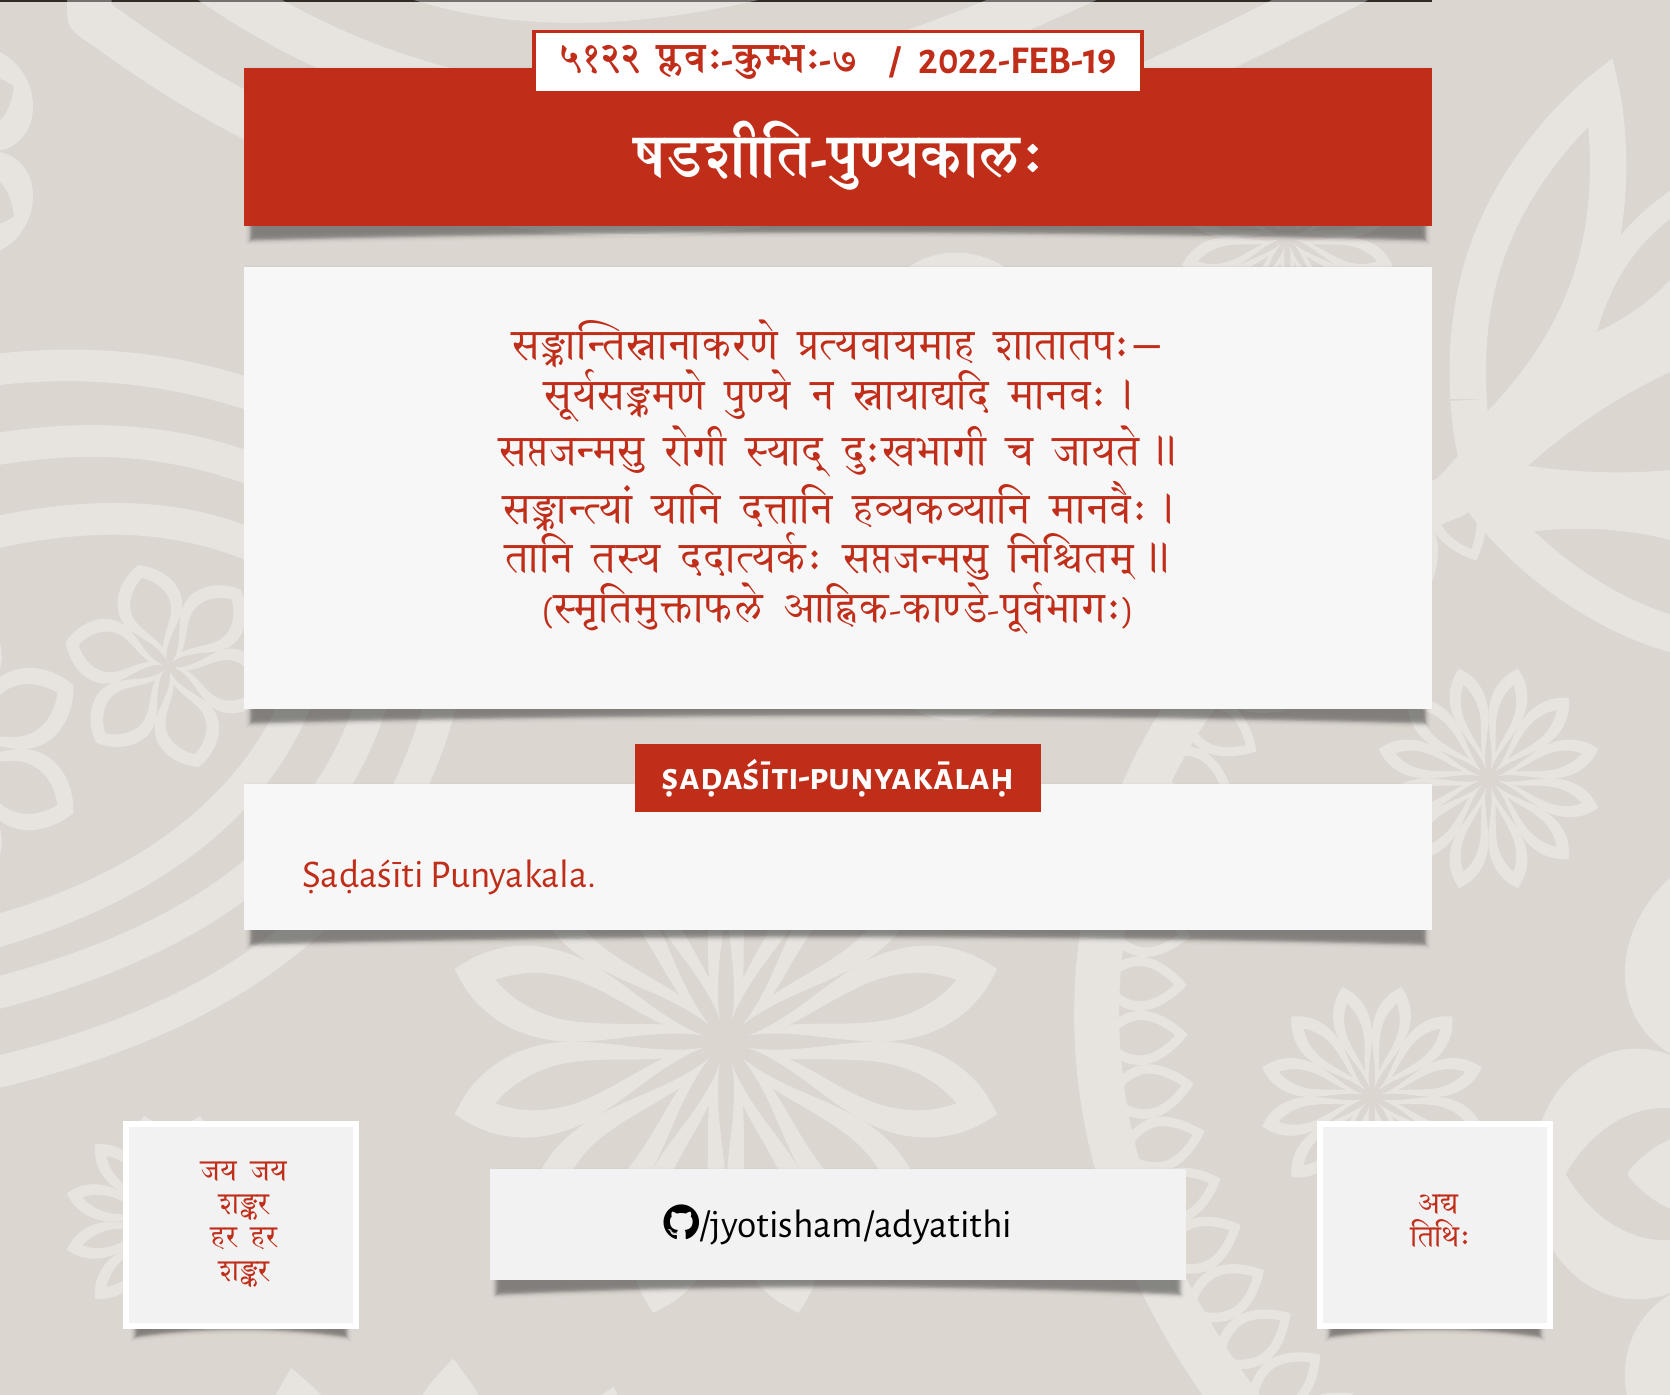 ५१२२ प्लवः-कुम्भः-७ / 2022-FEB-19
षडशीति-पुण्यकालः
सङ्क्रान्तिस्नानाकरणे प्रत्यवायमाह शातातपः—
सूर्यसङ्क्रमणे पुण्ये न स्नायाद्यदि मानवः।
सप्तजन्मसु रोगी स्याद् दुःखभागी च जायते॥
सङ्क्रान्त्यां यानि दत्तानि हव्यकव्यानि मानवैः।
तानि तस्य ददात्यर्कः सप्तजन्मसु निश्चितम्॥
(स्मृतिमुक्ताफले आह्निक-काण्डे-पूर्वभागः)
ṢAḌAŚĪTI-PUṆYAKĀLAḤ
Ṣaḍaśīti Punyakala.
जय जय
शङ्कर
हर हर
शङ्कर
/jyotisham/adyatithi
अद्य
तिथिः